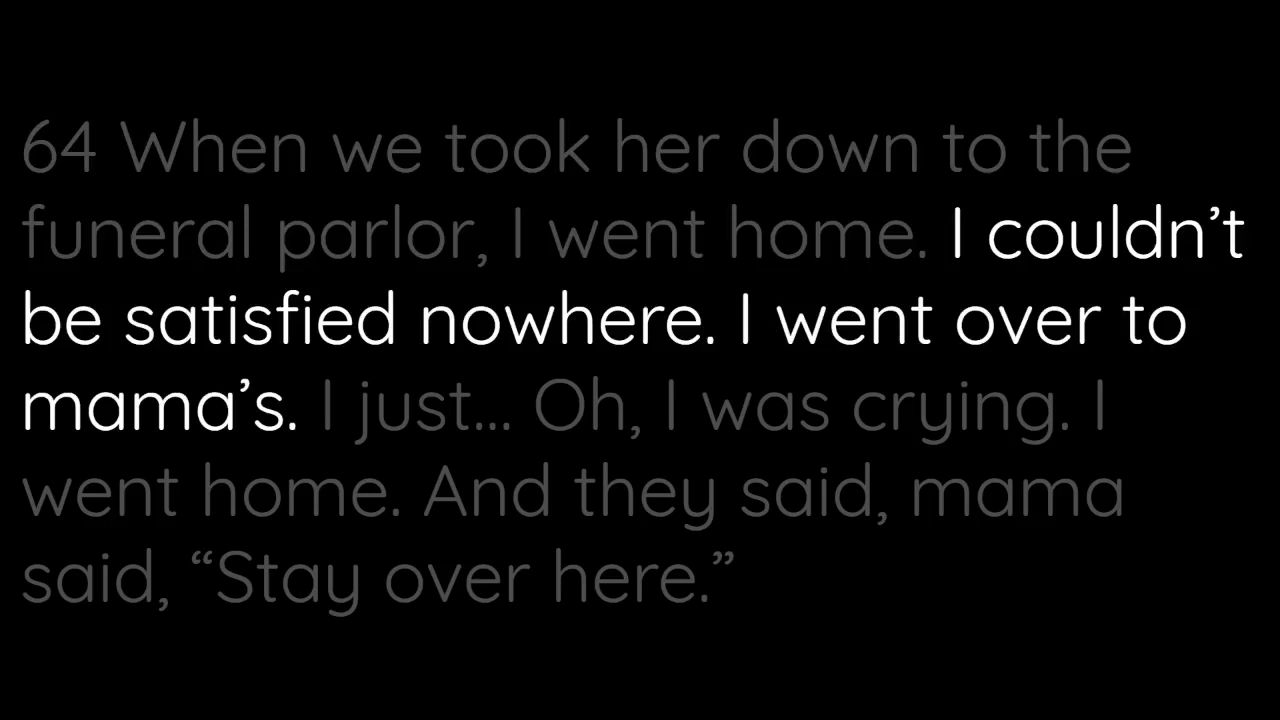 64 When we took her down to the
funeral parlor, I went home. I couldn’t
be satisfied nowhere. I went over to
mama’s. I just... Oh, I was crying. I
went home. And they said, mama
said, “Stay over here.”